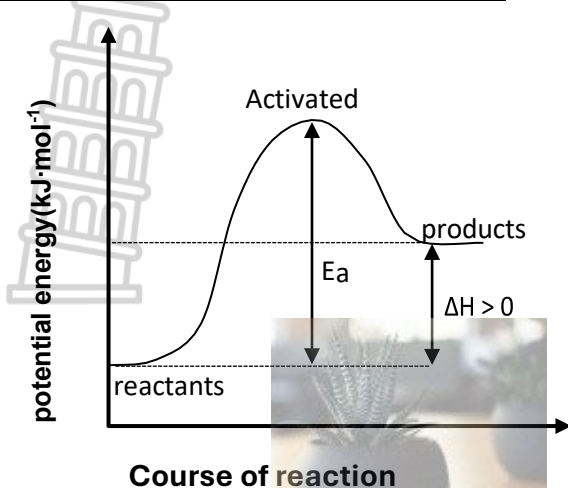 Activated
products
Ea
ΔH > 0
reactants
potential energy(kJ·mol⁻¹)
Course of reaction